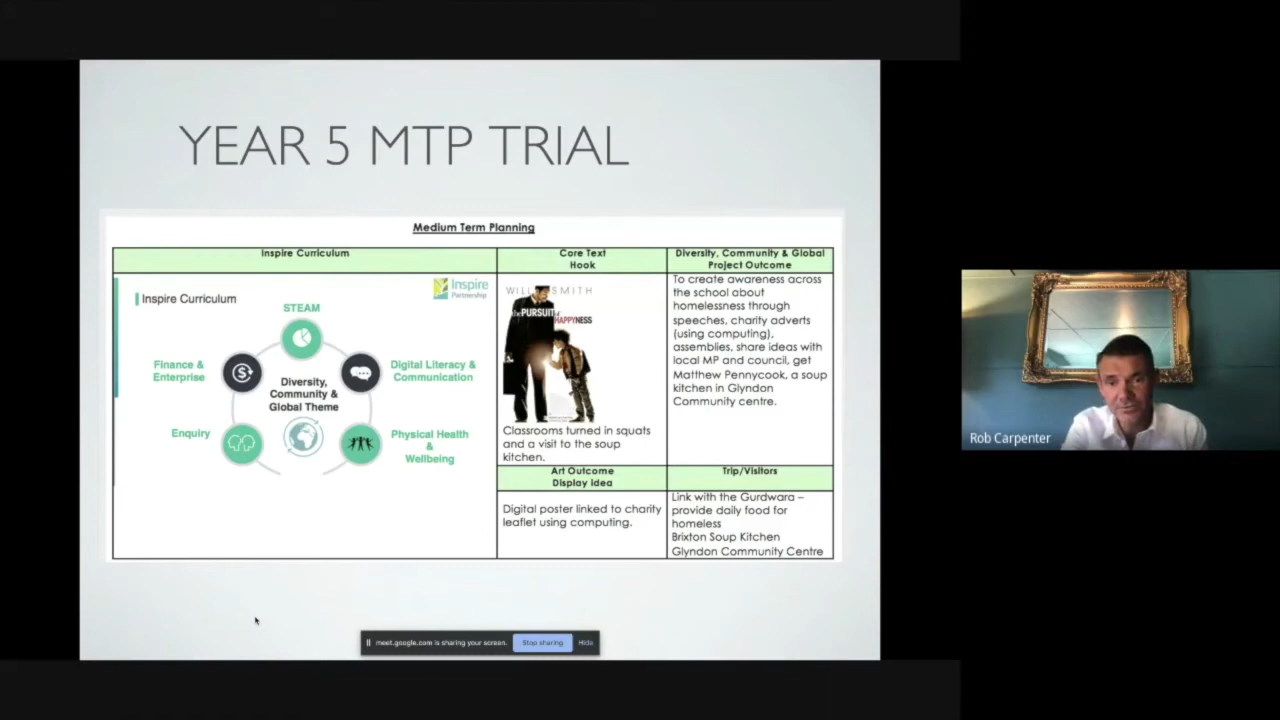 YEAR 5 MTP TRIAL
Medium Term Planning
Inspire Curriculum
Core Text
Hook
Diversity, Community & Global
Project Outcome
Inspire Curriculum
Inspire
Partnership
STEAM
Finance &
Enterprise
Digital Literacy &
Communication
Diversity,
Community &
Global Theme
Enquiry
Physical Health
&
Wellbeing
WILL SMITH
the PURSUIT of
HAPPYNESS
Classrooms turned in squats
and a visit to the soup
kitchen.
To create awareness across
the school about
homelessness through
speeches, charity adverts
(using computing),
assemblies, share ideas with
local MP and council, get
Matthew Pennycook, a soup
kitchen in Glyndon
Community centre.
Art Outcome
Display idea
Trip/Visitors
Digital poster linked to charity
leaflet using computing.
Link with the Gurdwara –
provide daily food for
homeless
Brixton Soup Kitchen
Glyndon Community Centre
meet.google.com is sharing your screen.
Stop sharing
Hide
Rob Carpenter